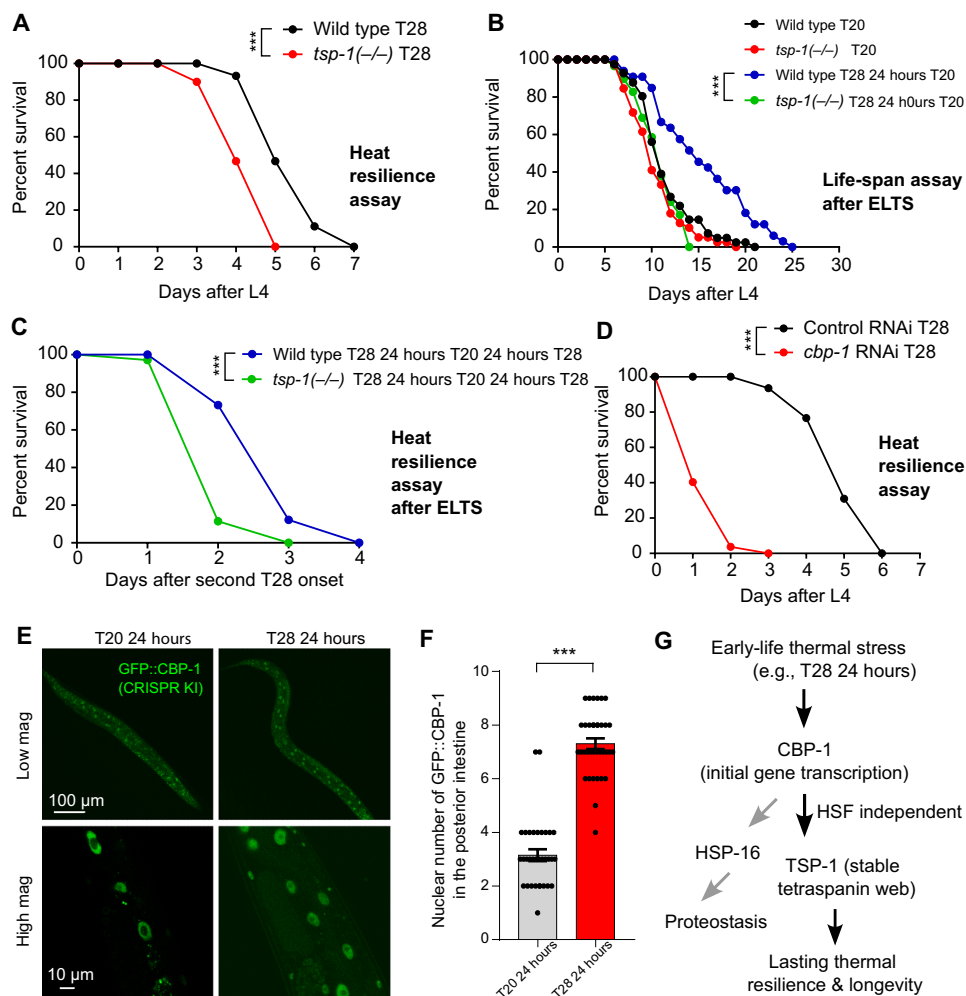 A
Wild type T28
tsp-1(–/–) T28
***
Percent survival
100
80
60
40
20
0
Heat
resilience
assay
0 1 2 3 4 5 6 7
Days after L4
B
Wild type T20
tsp-1(–/–) T20
Wild type T28 24 hours T20
tsp-1(–/–) T28 24 h0urs T20
***
Percent survival
100
80
60
40
20
0
Life-span assay
after ELTS
0 5 10 15 20 25 30
Days after L4
C
Wild type T28 24 hours T20 24 hours T28
tsp-1(–/–) T28 24 hours T20 24 hours T28
***
Percent survival
100
80
60
40
20
0
Heat
resilience
assay
after ELTS
0 1 2 3 4
Days after second T28 onset
D
Control RNAi T28
cbp-1 RNAi T28
***
Percent survival
100
80
60
40
20
0
Heat
resilience
assay
0 1 2 3 4 5 6 7
Days after L4
E
T20 24 hours T28 24 hours
GFP::CBP-1
(CRISPR KI)
Low mag
100 µm
High mag
10 µm
F
***
Nuclear number of GFP::CBP-1
in the posterior intestine
10
8
6
4
2
0
T20 24 hours
T28 24 hours
G
Early-life thermal stress
(e.g., T28 24 hours)
CBP-1
(initial gene transcription)
HSF independent
HSP-16
TSP-1 (stable
tetraspanin web)
Proteostasis
Lasting thermal
resilience & longevity